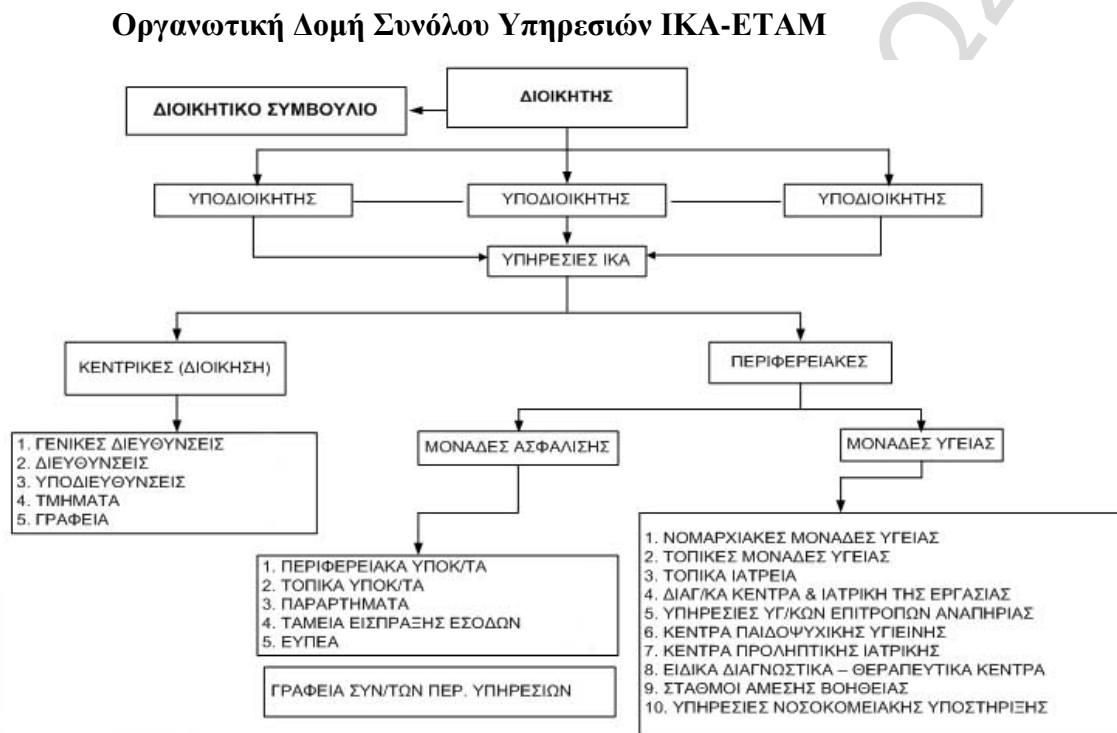 Οργανωτική Δομή Συνόλου Υπηρεσιών ΙΚΑ-ΕΤΑΜ
ΔΙΟΙΚΗΤΙΚΟ ΣΥΜΒΟΥΛΙΟ
ΔΙΟΙΚΗΤΗΣ
ΥΠΟΔΙΟΙΚΗΤΗΣ
ΥΠΟΔΙΟΙΚΗΤΗΣ
ΥΠΟΔΙΟΙΚΗΤΗΣ
ΥΠΗΡΕΣΙΕΣ ΙΚΑ
ΚΕΝΤΡΙΚΕΣ (ΔΙΟΙΚΗΣΗ)
ΠΕΡΙΦΕΡΕΙΑΚΕΣ
1. ΓΕΝΙΚΕΣ ΔΙΕΥΘΥΝΣΕΙΣ
2. ΔΙΕΥΘΥΝΣΕΙΣ
3. ΥΠΟΔΙΕΥΘΥΝΣΕΙΣ
4. ΤΜΗΜΑΤΑ
5. ΓΡΑΦΕΙΑ
ΜΟΝΑΔΕΣ ΑΣΦΑΛΙΣΗΣ
ΜΟΝΑΔΕΣ ΥΓΕΙΑΣ
1. ΠΕΡΙΦΕΡΕΙΑΚΑ ΥΠΟΚ/ΤΑ
2. ΤΟΠΙΚΑ ΥΠΟΚ/ΤΑ
3. ΠΑΡΑΡΤΗΜΑΤΑ
4. ΤΑΜΕΙΑ ΕΙΣΠΡΑΞΗΣ ΕΣΟΔΩΝ
5. ΕΥΠΕΑ
ΓΡΑΦΕΙΑ ΣΥΝ/ΤΩΝ ΠΕΡ. ΥΠΗΡΕΣΙΩΝ
1. ΝΟΜΑΡΧΙΑΚΕΣ ΜΟΝΑΔΕΣ ΥΓΕΙΑΣ
2. ΤΟΠΙΚΕΣ ΜΟΝΑΔΕΣ ΥΓΕΙΑΣ
3. ΤΟΠΙΚΑ ΙΑΤΡΕΙΑ
4. ΔΙΑΓ/ΚΑ ΚΕΝΤΡΑ & ΙΑΤΡΙΚΗ ΤΗΣ ΕΡΓΑΣΙΑΣ
5. ΥΠΗΡΕΣΙΕΣ ΥΓ/ΚΩΝ ΕΠΙΤΡΟΠΩΝ ΑΝΑΠΗΡΙΑΣ
6. ΚΕΝΤΡΑ ΠΑΙΔΟΨΥΧΙΚΗΣ ΥΓΙΕΙΝΗΣ
7. ΚΕΝΤΡΑ ΠΡΟΛΗΠΤΙΚΗΣ ΙΑΤΡΙΚΗΣ
8. ΕΙΔΙΚΑ ΔΙΑΓΝΩΣΤΙΚΑ – ΘΕΡΑΠΕΥΤΙΚΑ ΚΕΝΤΡΑ
9. ΣΤΑΘΜΟΙ ΑΜΕΣΗΣ ΒΟΗΘΕΙΑΣ
10. ΥΠΗΡΕΣΙΕΣ ΝΟΣΟΚΟΜΕΙΑΚΗΣ ΥΠΟΣΤΗΡΙΞΗΣ